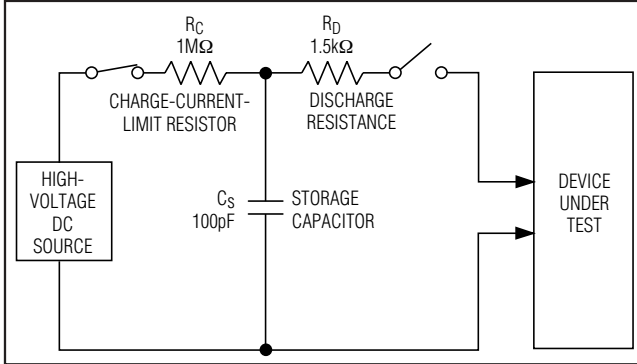 R_C
1MΩ
CHARGE-CURRENT-
LIMIT RESISTOR
R_D
1.5kΩ
DISCHARGE
RESISTANCE
HIGH-
VOLTAGE
DC
SOURCE
C_S
100pF
STORAGE
CAPACITOR
DEVICE
UNDER
TEST